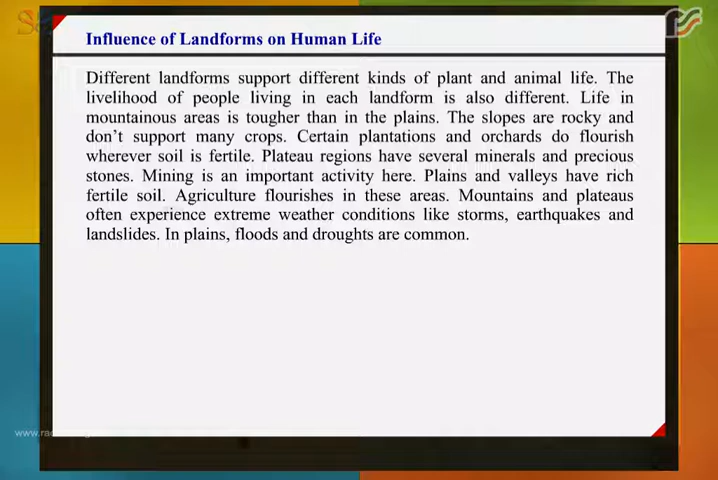 Influence of Landforms on Human Life
Different landforms support different kinds of plant and animal life. The
livelihood of people living in each landform is also different. Life in
mountainous areas is tougher than in the plains. The slopes are rocky and
don't support many crops. Certain plantations and orchards do flourish
wherever soil is fertile. Plateau regions have several minerals and precious
stones. Mining is an important activity here. Plains and valleys have rich
fertile soil. Agriculture flourishes in these areas. Mountains and plateaus
often experience extreme weather conditions like storms, earthquakes and
landslides. In plains, floods and droughts are common.